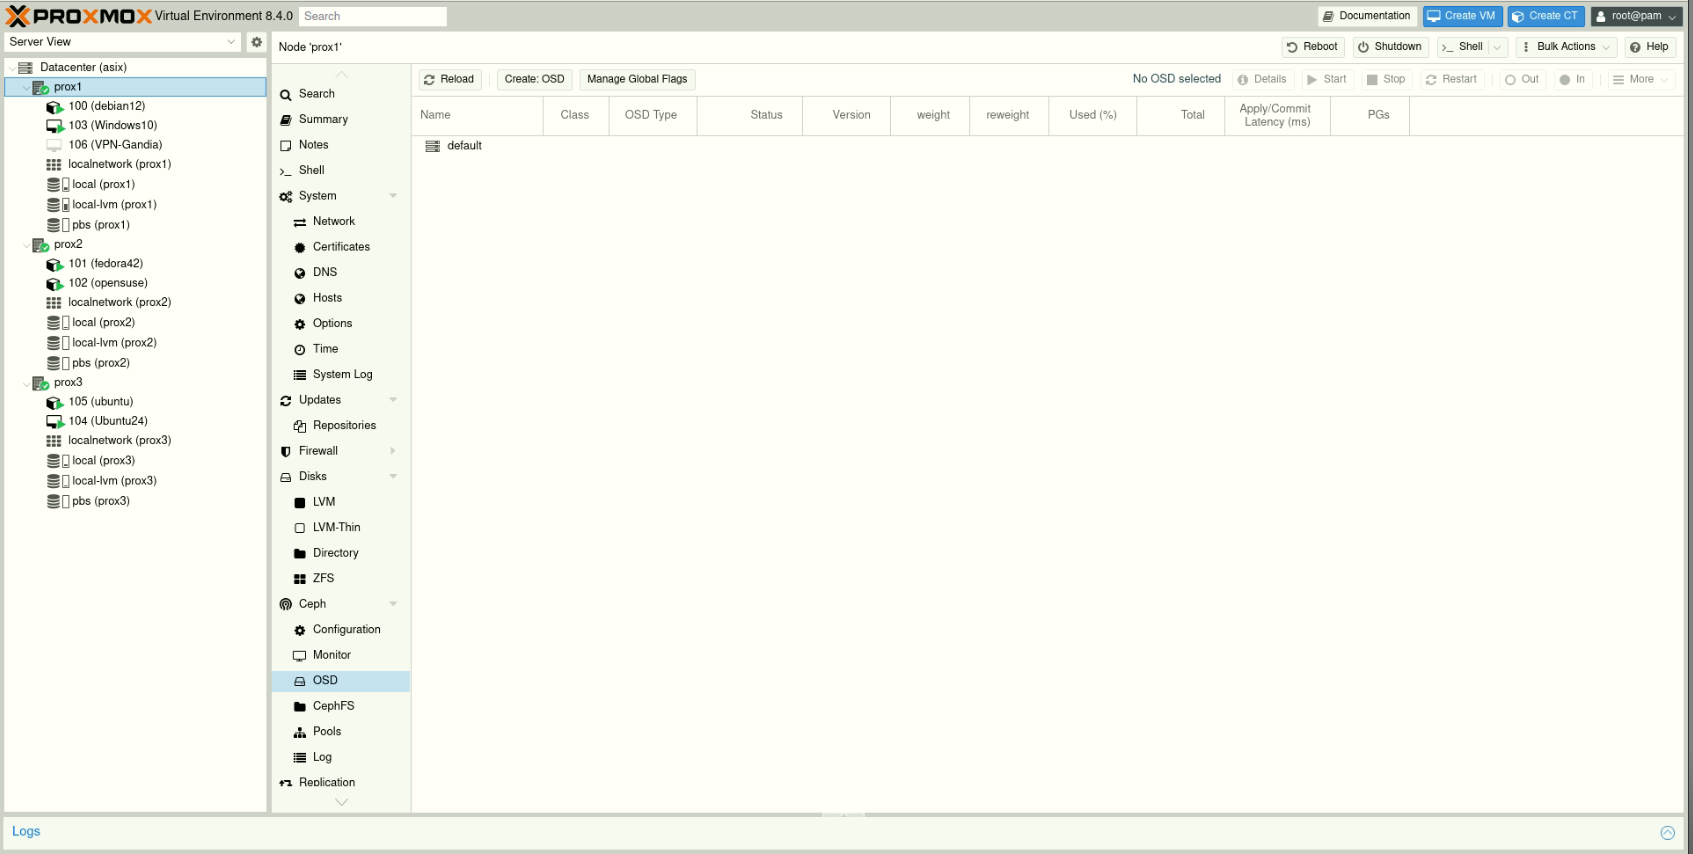 PROXMOX Virtual Environment 8.4.0 Search Documentation Create VM Create CT root@pam
Server View
Datacenter (asix)
prox1
100 (debian12)
103 (Windows10)
106 (VPN-Gandia)
localnetwork (prox1)
local (prox1)
local-lvm (prox1)
pbs (prox1)
prox2
101 (fedora42)
102 (opensuse)
localnetwork (prox2)
local (prox2)
local-lvm (prox2)
pbs (prox2)
prox3
105 (ubuntu)
104 (Ubuntu24)
localnetwork (prox3)
local (prox3)
local-lvm (prox3)
pbs (prox3)
Node 'prox1' Reboot Shutdown >_ Shell Bulk Actions Help
Search
Summary
Notes
>_ Shell
System
Network
Certificates
DNS
Hosts
Options
Time
System Log
Updates
Repositories
Firewall
Disks
LVM
LVM-Thin
Directory
ZFS
Ceph
Configuration
Monitor
OSD
CephFS
Pools
Log
Replication
Reload Create: OSD Manage Global Flags No OSD selected Details Start Stop Restart Out In More
Name Class OSD Type Status Version weight reweight Used (%) Total Apply/Commit Latency (ms) PGs
default
Logs